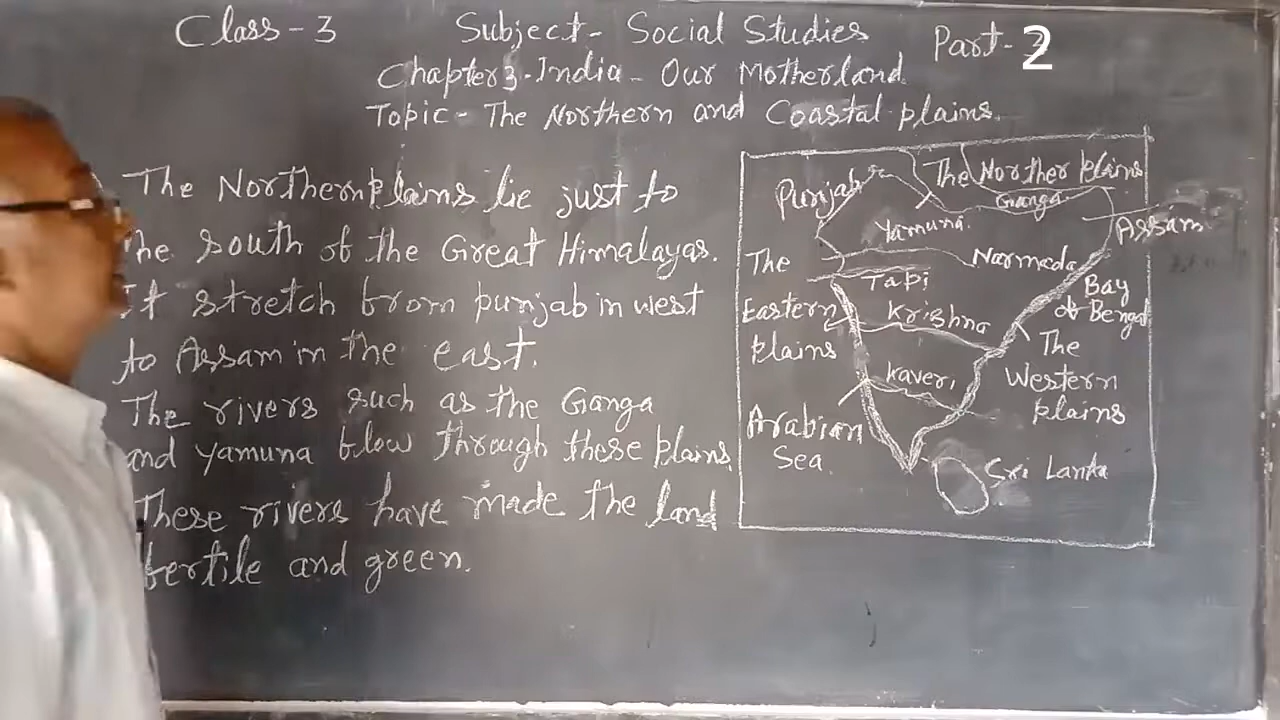 Class - 3 Subject - Social Studies Part - 2
Chapter 3 - India - Our Motherland
Topic - The Northern and Coastal plains.
The Northern plains lie just to
he south of the Great Himalayas.
It stretch from punjab in west
to Assam in the east.
The rivers such as the Ganga
and Yamuna flow through these plains
These rivers have made the land
fertile and green.
The Norther plains
Punjab
Ganga
Yamuna
Assam
The
Eastern
plains
Narmada
Tapi
Bay
of Bengal
Krishna
The
Western
plains
Kaveri
Arabian
Sea
Sri Lanka